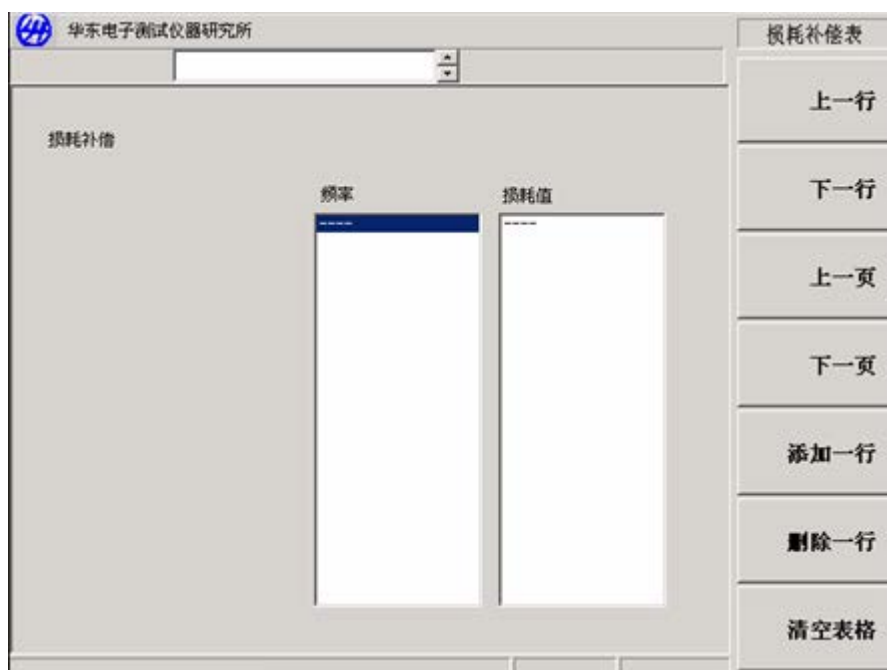 华东电子测试仪器研究所
损耗补偿表
上一行
损耗补偿
下一行
频率
损耗值
----
----
上一页
下一页
添加一行
删除一行
清空表格